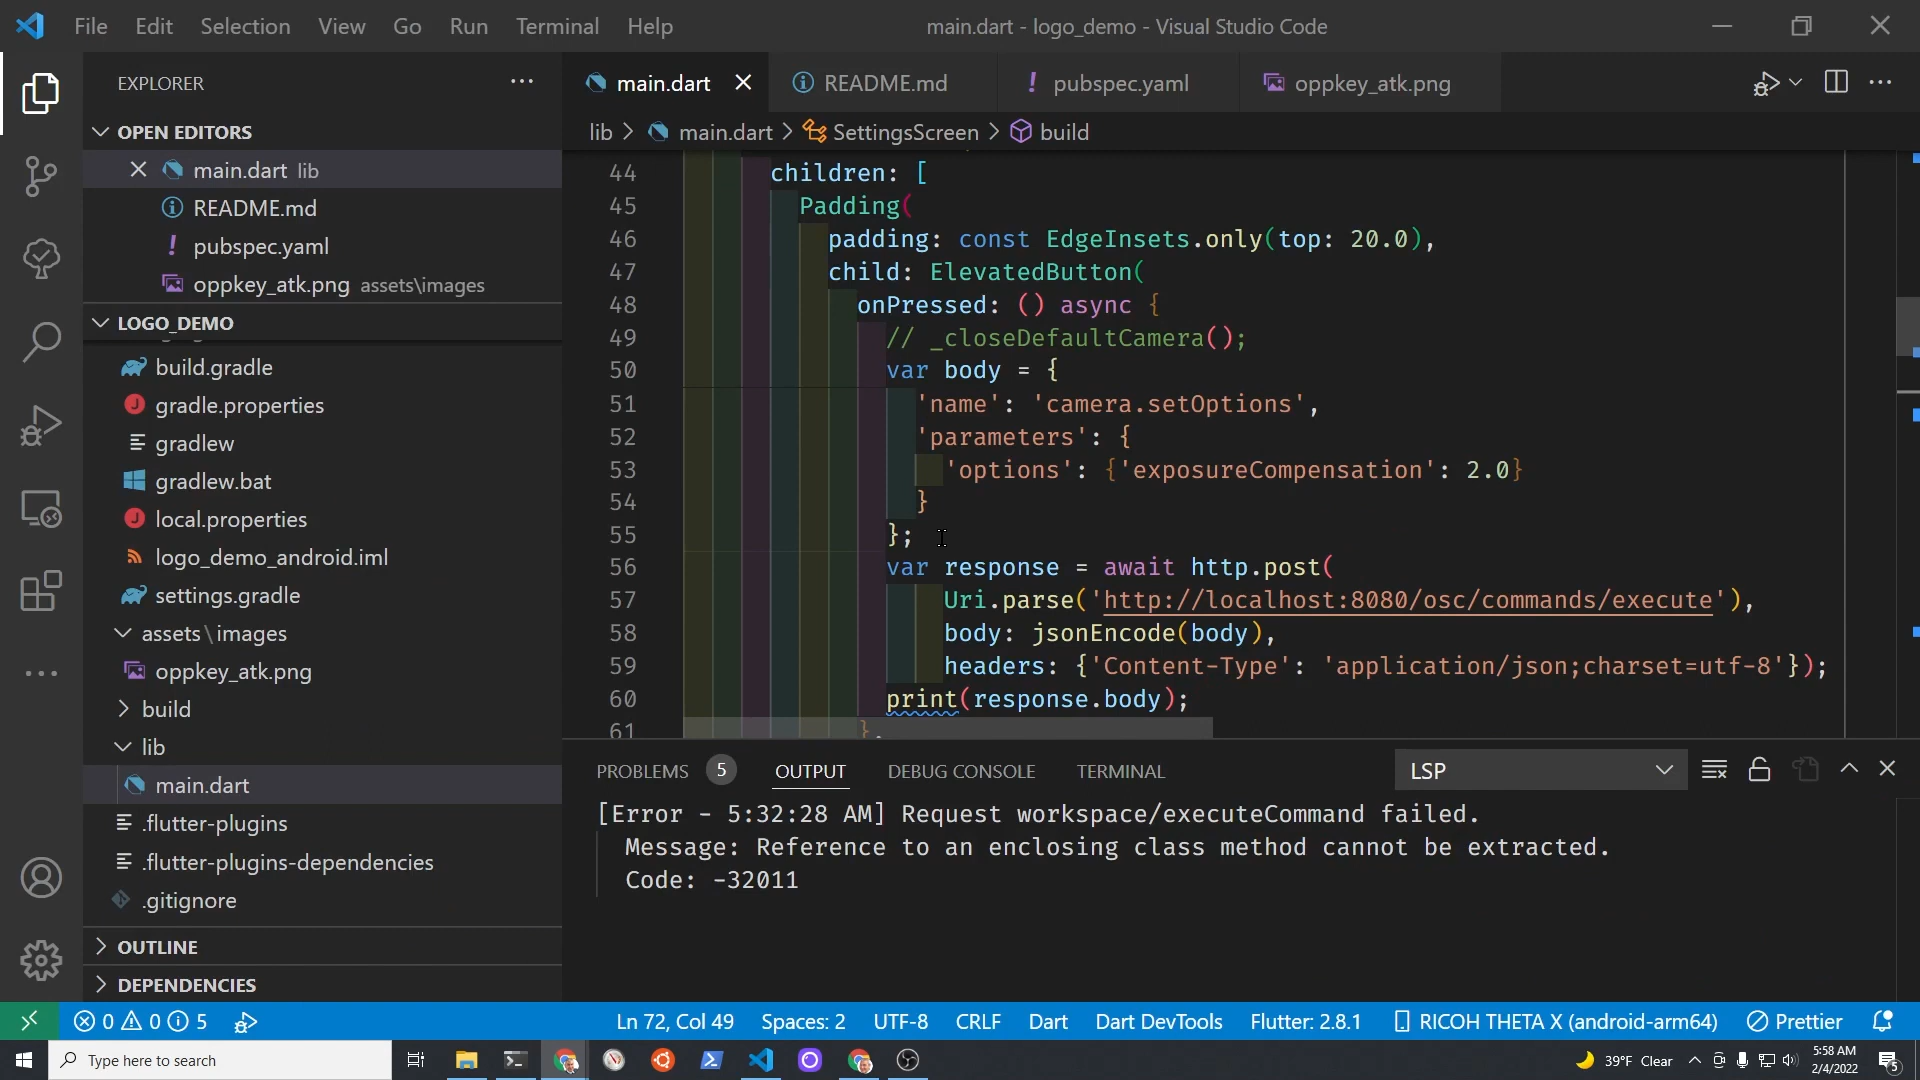 File Edit Selection View Go Run Terminal Help
main.dart - logo_demo - Visual Studio Code
EXPLORER
OPEN EDITORS
main.dart lib
README.md
pubspec.yaml
oppkey_atk.png assets\images
LOGO_DEMO
build.gradle
gradle.properties
gradlew
gradlew.bat
local.properties
logo_demo_android.iml
settings.gradle
assets\images
oppkey_atk.png
build
lib
main.dart
.flutter-plugins
.flutter-plugins-dependencies
.gitignore
OUTLINE
DEPENDENCIES
main.dart README.md pubspec.yaml oppkey_atk.png
lib > main.dart > SettingsScreen > build
44 children: [
45 Padding(
46 padding: const EdgeInsets.only(top: 20.0),
47 child: ElevatedButton(
48 onPressed: () async {
49 // _closeDefaultCamera();
50 var body = {
51 'name': 'camera.setOptions',
52 'parameters': {
53 'options': {'exposureCompensation': 2.0}
54 }
55 };
56 var response = await http.post(
57 Uri.parse('http://localhost:8080/osc/commands/execute'),
58 body: jsonEncode(body),
59 headers: {'Content-Type': 'application/json;charset=utf-8'});
60 print(response.body);
61 },
PROBLEMS 5 OUTPUT DEBUG CONSOLE TERMINAL LSP
[Error - 5:32:28 AM] Request workspace/executeCommand failed.
Message: Reference to an enclosing class method cannot be extracted.
Code: -32011
0 0 5 Ln 72, Col 49 Spaces: 2 UTF-8 CRLF Dart Dart DevTools Flutter: 2.8.1 RICOH THETA X (android-arm64) Prettier
Type here to search
39°F Clear
5:58 AM
2/4/2022
5